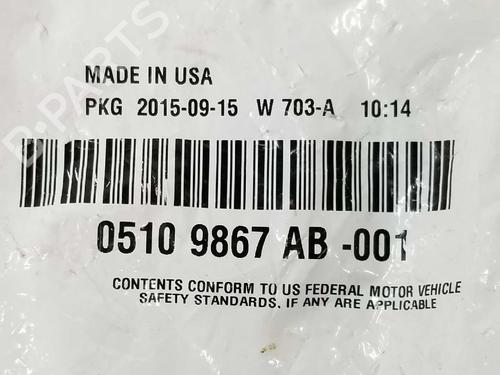 MADE IN USA
PKG 2015-09-15 W 703-A 10:14
0510 9867 AB -001
CONTENTS CONFORM TO US FEDERAL MOTOR VEHICLE
SAFETY STANDARDS, IF ANY ARE APPLICABLE
B-PARTS